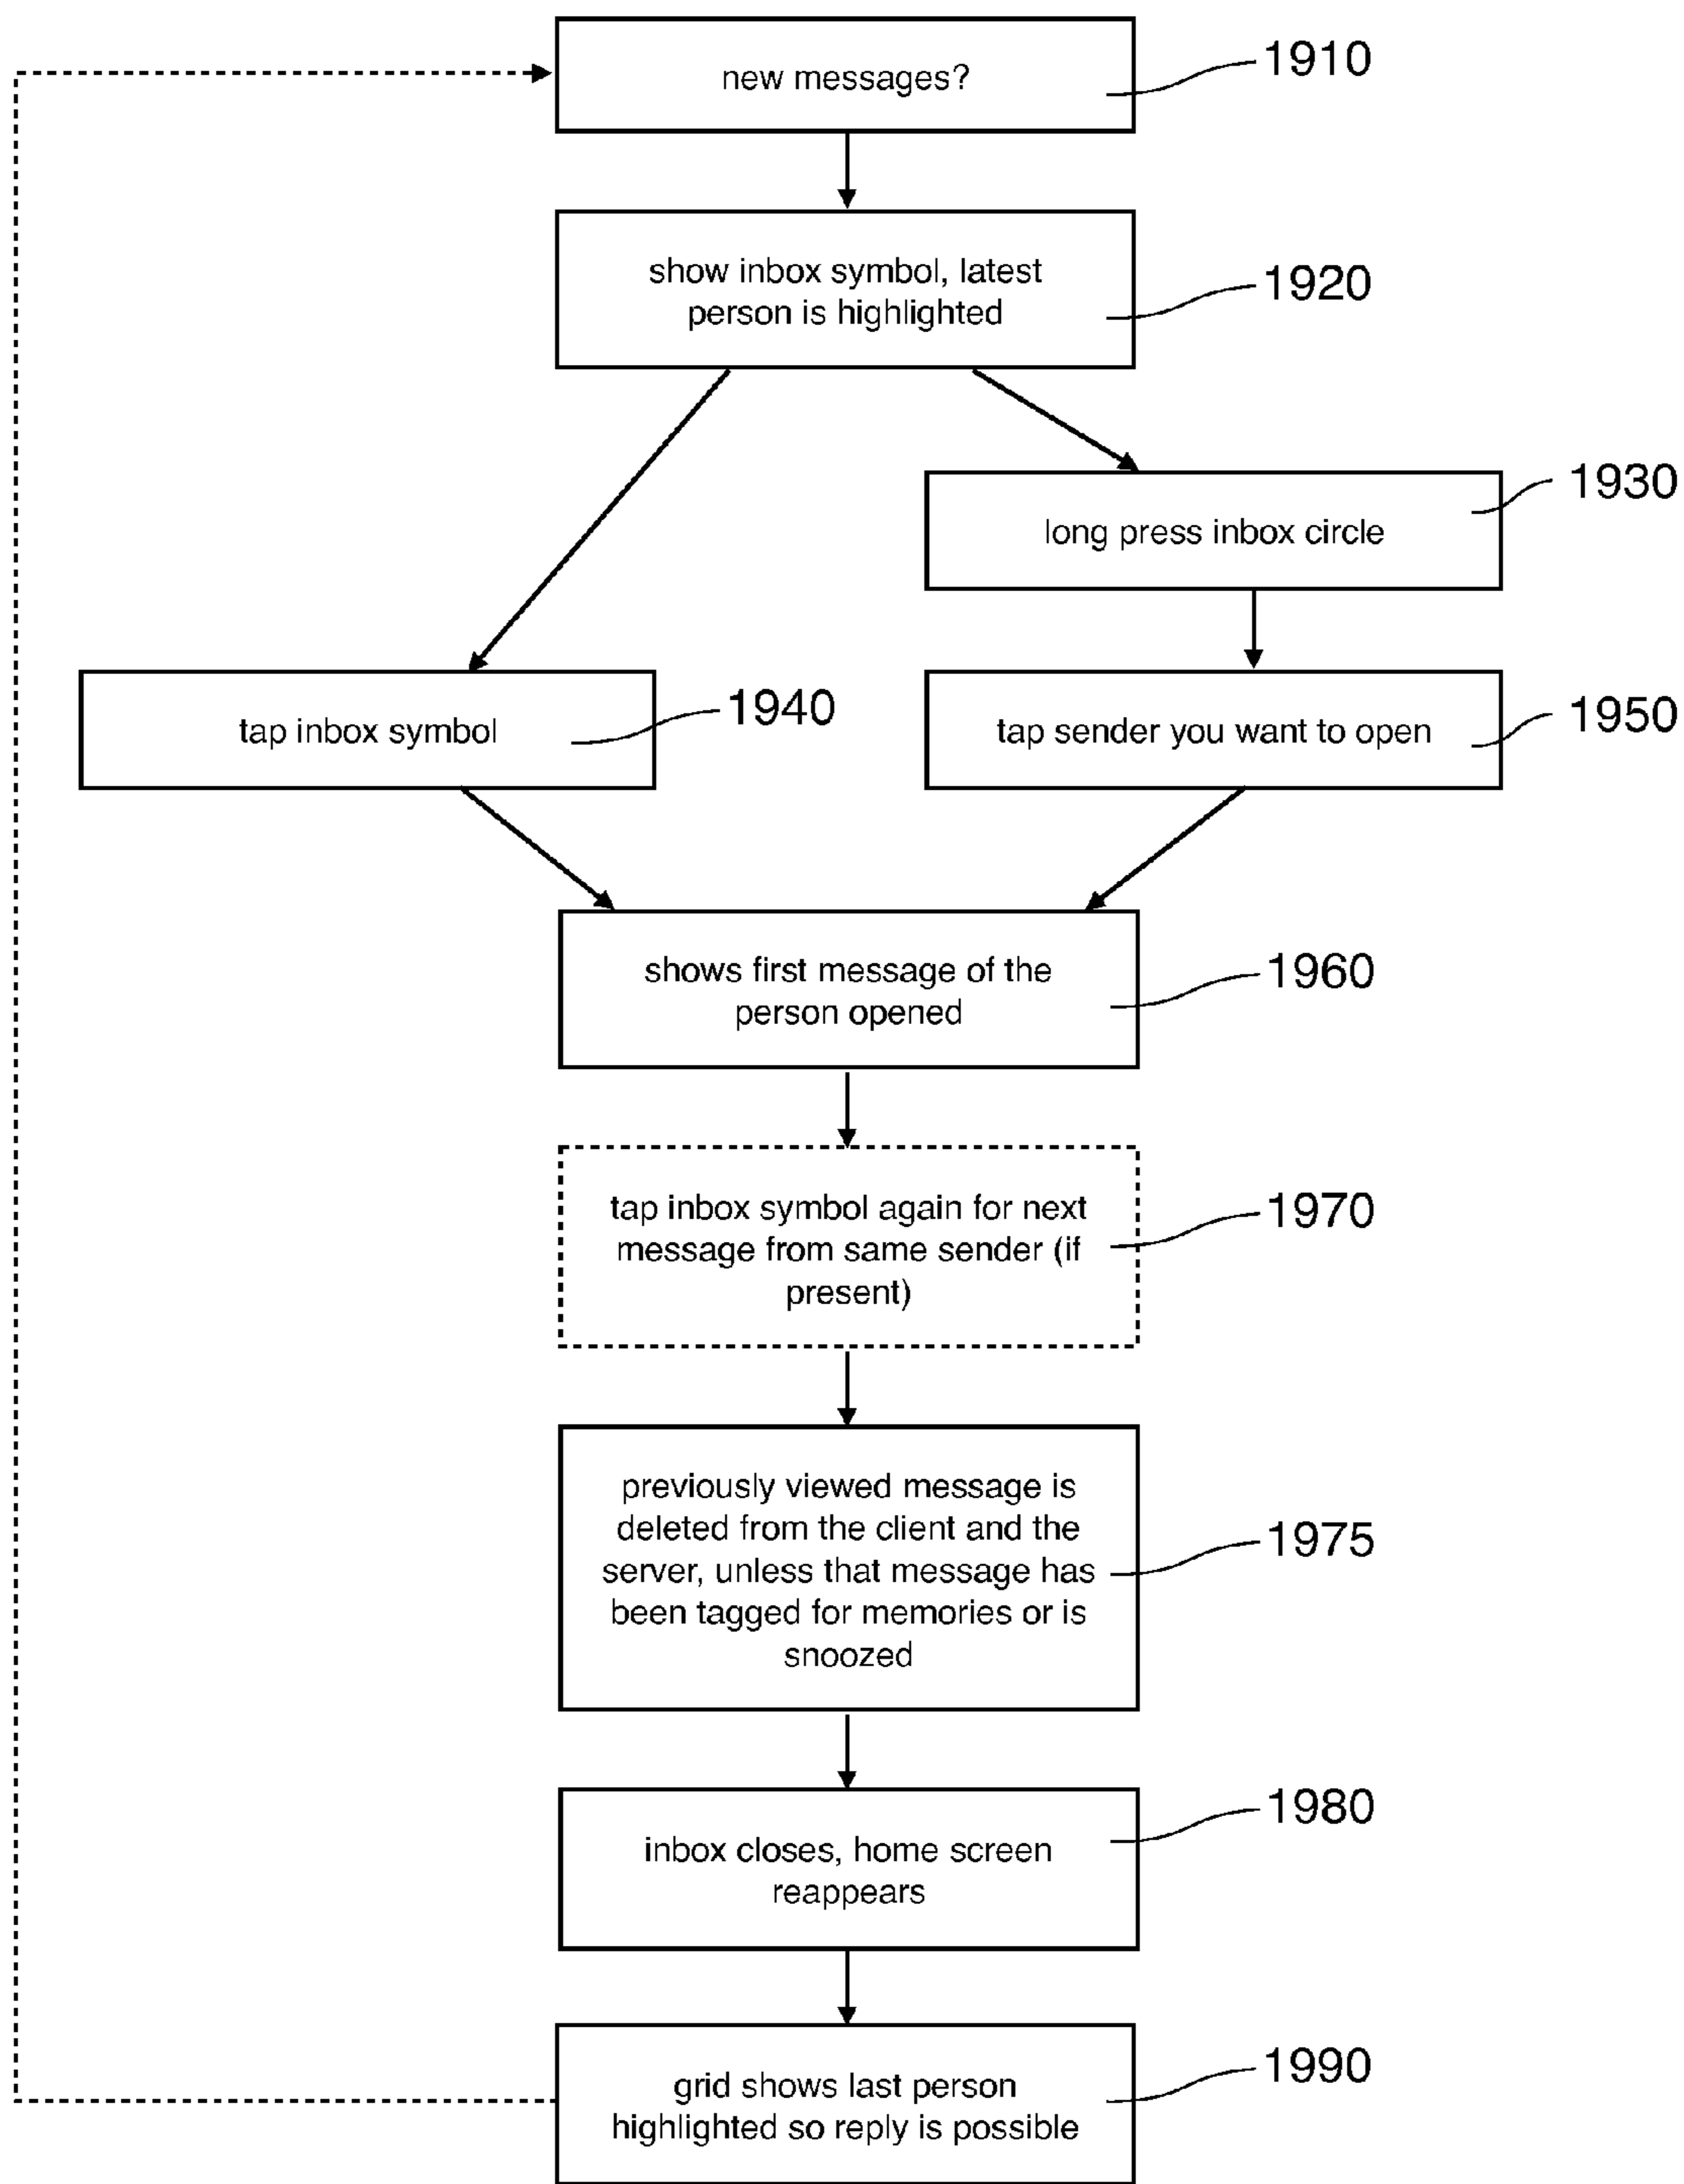 new messages?
1910
show inbox symbol, latest
person is highlighted
1920
long press inbox circle
1930
tap inbox symbol
1940
tap sender you want to open
1950
shows first message of the
person opened
1960
tap inbox symbol again for next
message from same sender (if
present)
1970
previously viewed message is
deleted from the client and the
server, unless that message has
been tagged for memories or is
snoozed
1975
inbox closes, home screen
reappears
1980
grid shows last person
highlighted so reply is possible
1990